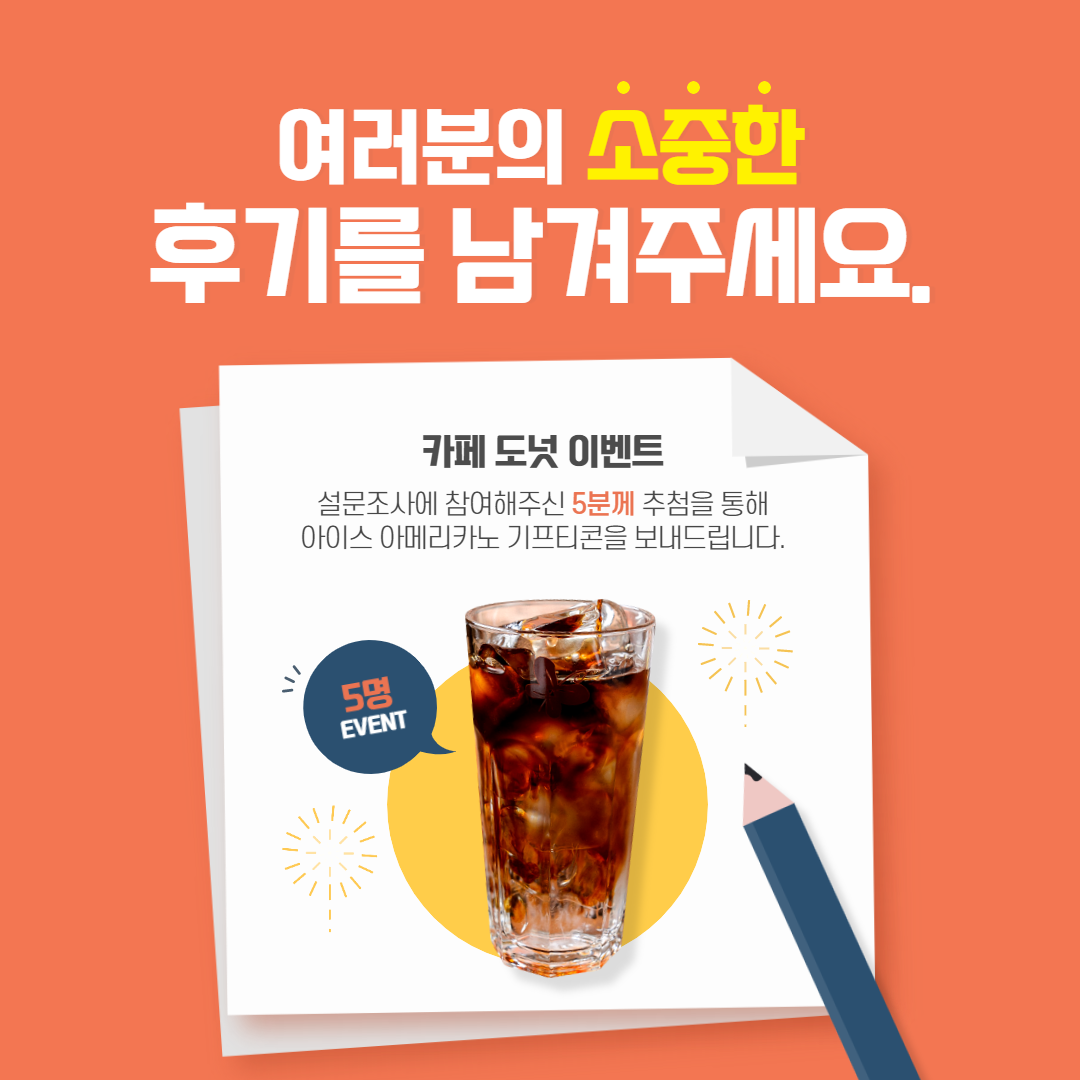 여러분의 소중한
후기를 남겨주세요.
카페 도넛 이벤트
설문조사에 참여해주신 5분께 추첨을 통해
아이스 아메리카노 기프티콘을 보내드립니다.
5명
EVENT